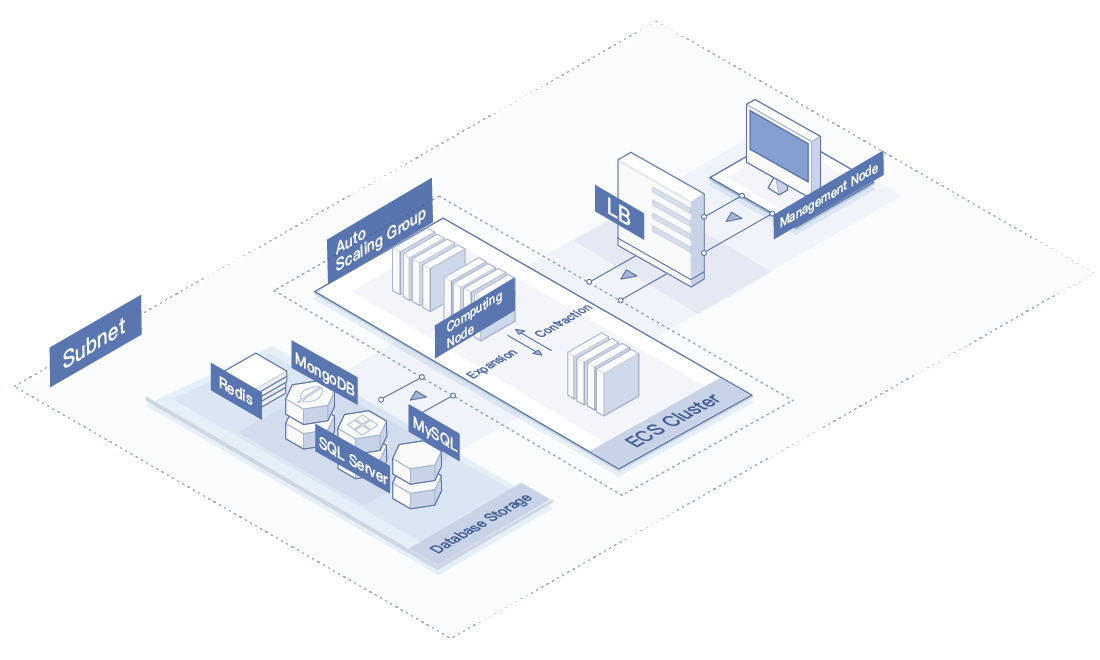 Management Node
LB
Auto
Scaling Group
Computing
Node
Contraction
Expansion
Subnet
MongoDB
Redis
MySQL
SQL Server
ECS Cluster
Database Storage